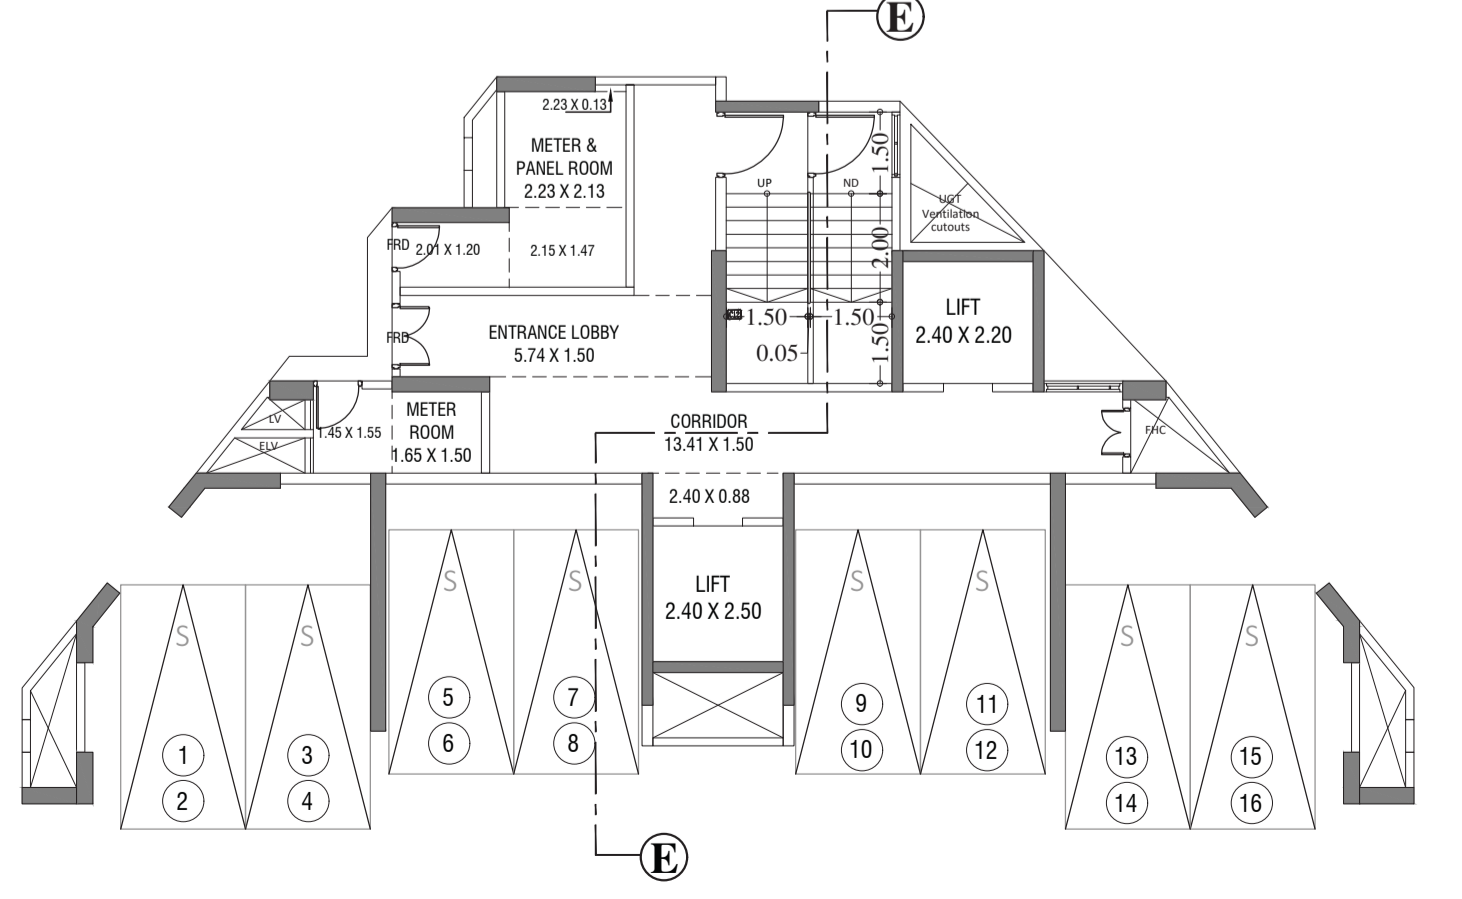 E
2.23 X 0.13
METER &
PANEL ROOM
2.23 X 2.13
1.50
UP
ND
UGT
Ventilation
cutouts
FRD
2.01 X 1.20
2.15 X 1.47
2.00
LIFT
2.40 X 2.20
FRD
ENTRANCE LOBBY
5.74 X 1.50
1.50
1.50
0.05
1.50
LV
ELV
1.45 X 1.55
METER
ROOM
1.65 X 1.50
CORRIDOR
13.41 X 1.50
FHC
2.40 X 0.88
LIFT
2.40 X 2.50
S
S
S
S
S
S
S
S
1
2
3
4
5
6
7
8
9
10
11
12
13
14
15
16
E